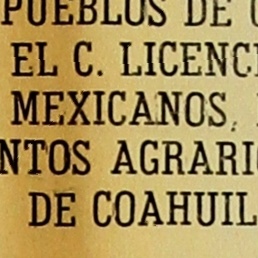 PUEBLOS DE
EL C. LICENC
MEXICANOS,
NTOS AGRARI
DE COAHUIL